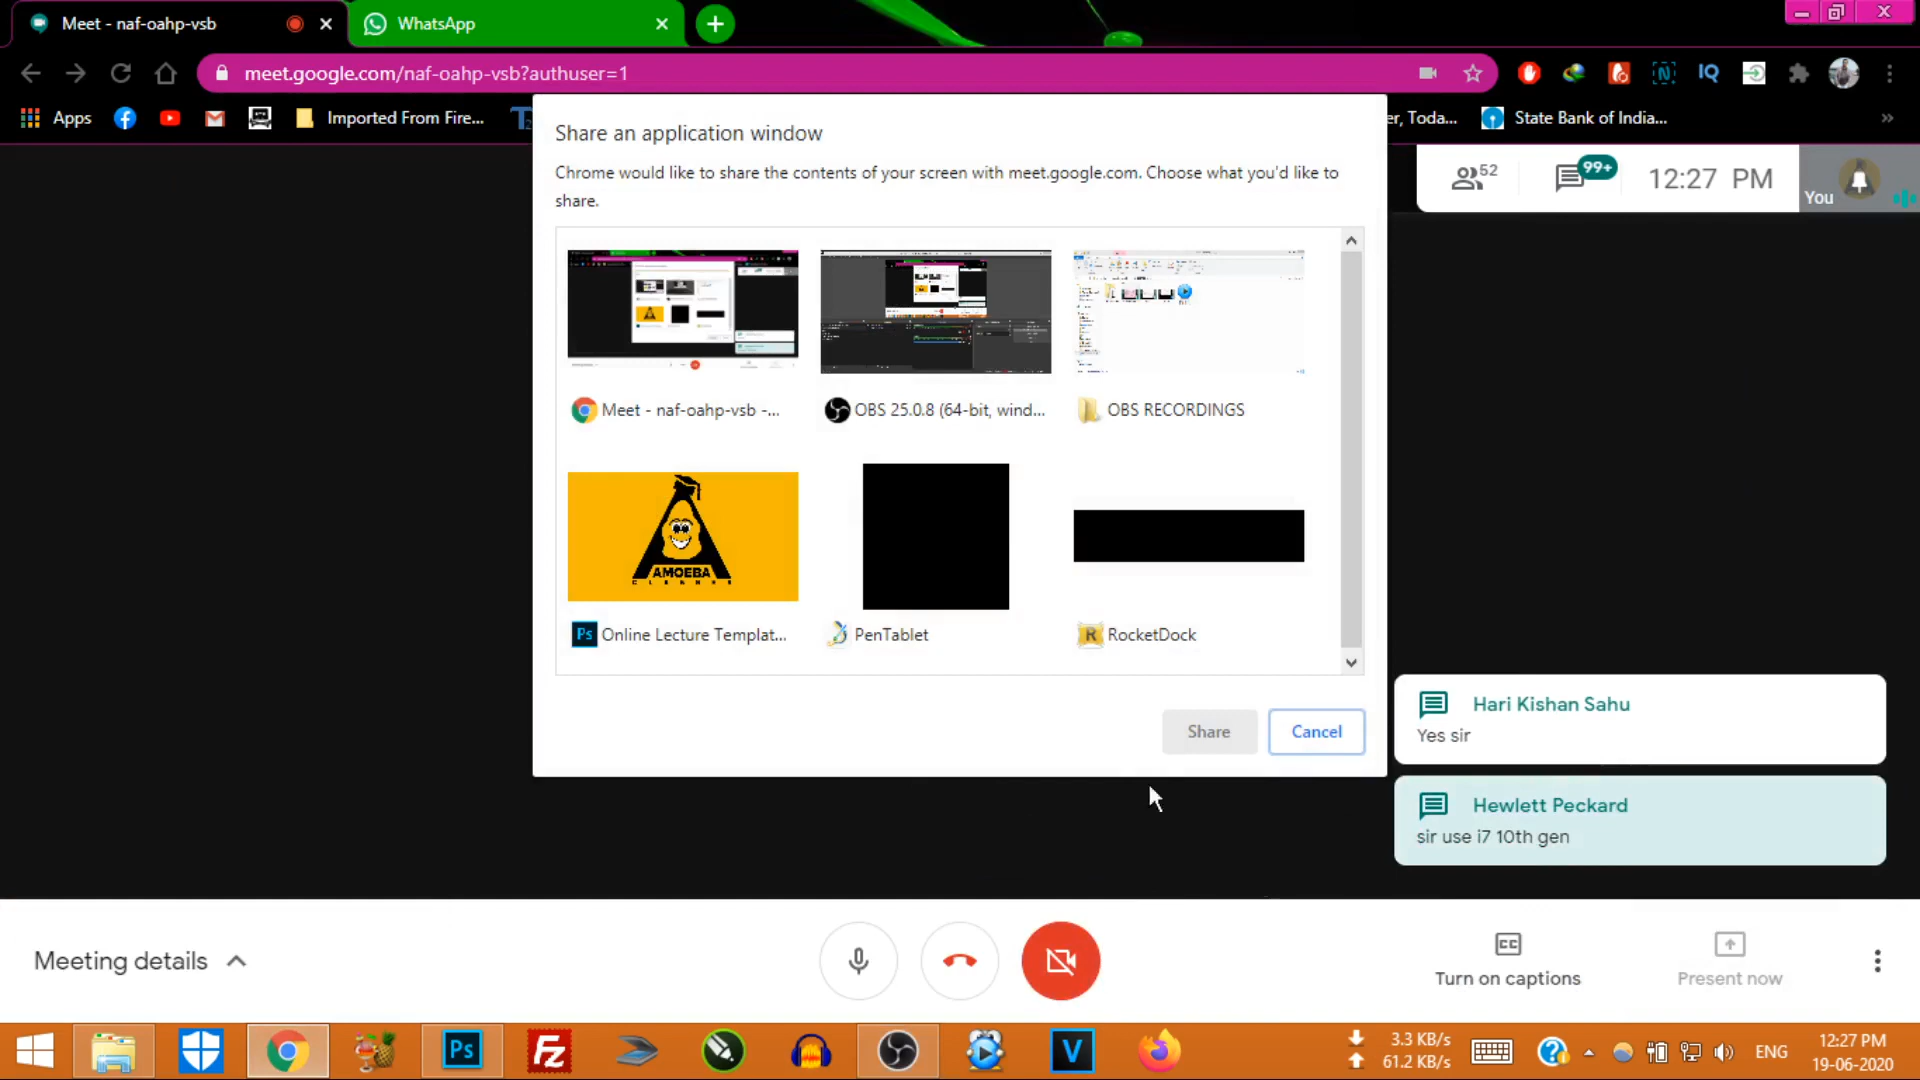 Meet - naf-oahp-vsb
WhatsApp
meet.google.com/naf-oahp-vsb?authuser=1
Apps
Imported From Fire...
er, Toda...
State Bank of India...
Share an application window
Chrome would like to share the contents of your screen with meet.google.com. Choose what you'd like to
share.
52
99+
12:27 PM
You
Meet - naf-oahp-vsb -...
OBS 25.0.8 (64-bit, wind...
OBS RECORDINGS
AMOEBA
CLASSES
Ps Online Lecture Templat...
PenTablet
R RocketDock
Share
Cancel
Hari Kishan Sahu
Yes sir
Hewlett Peckard
sir use i7 10th gen
Meeting details
CC
Turn on captions
Present now
Ps
Fz
V
3.3 KB/s
61.2 KB/s
ENG
12:27 PM
19-06-2020